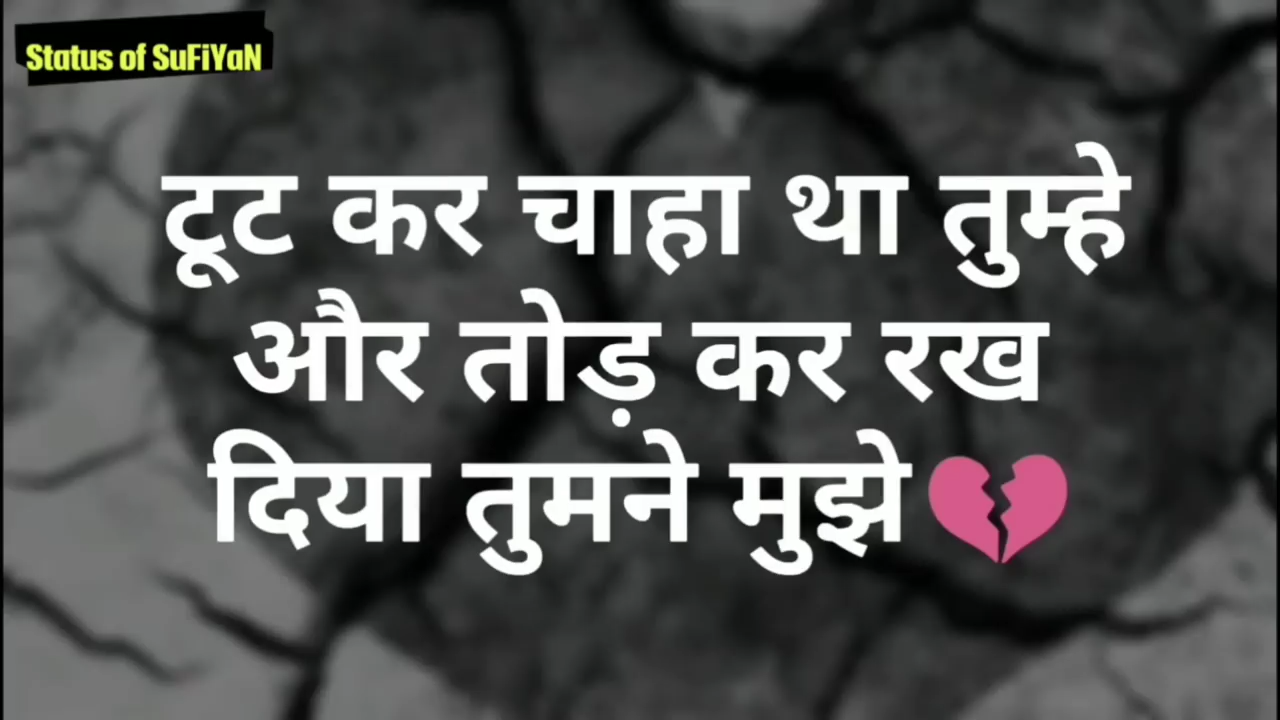 Status of SuFiYaN
टूट कर चाहा था तुम्हे
और तोड़ कर रख
दिया तुमने मुझे💔